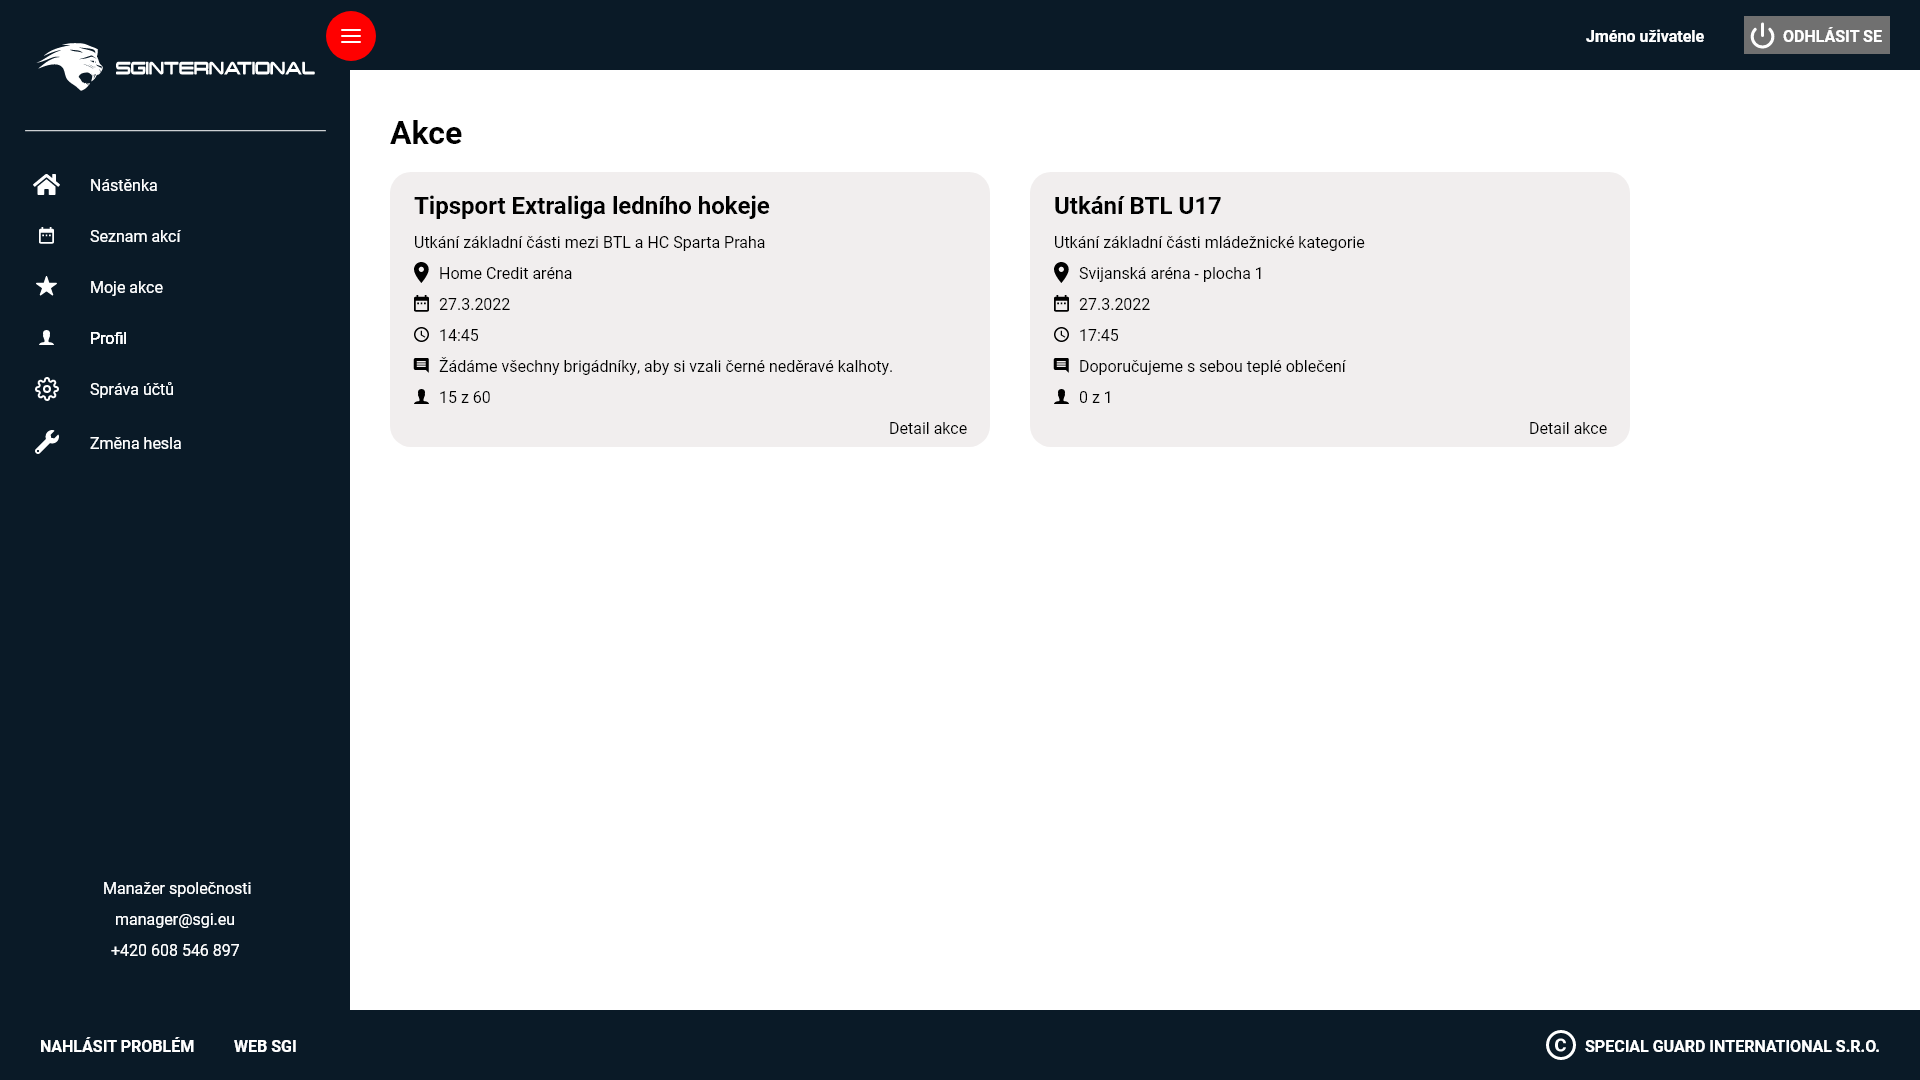 SGINTERNATIONAL
Jméno uživatele
ODHLÁSIT SE
Nástěnka
Seznam akcí
Moje akce
Profil
Správa účtů
Změna hesla
Manažer společnosti
manager@sgi.eu
+420 608 546 897
Akce
Tipsport Extraliga ledního hokeje
Utkání základní části mezi BTL a HC Sparta Praha
Home Credit aréna
27.3.2022
14:45
Žádáme všechny brigádníky, aby si vzali černé neděravé kalhoty.
15 z 60
Detail akce
Utkání BTL U17
Utkání základní části mládežnické kategorie
Svijanská aréna - plocha 1
27.3.2022
17:45
Doporučujeme s sebou teplé oblečení
0 z 1
Detail akce
NAHLÁSIT PROBLÉM
WEB SGI
© SPECIAL GUARD INTERNATIONAL S.R.O.